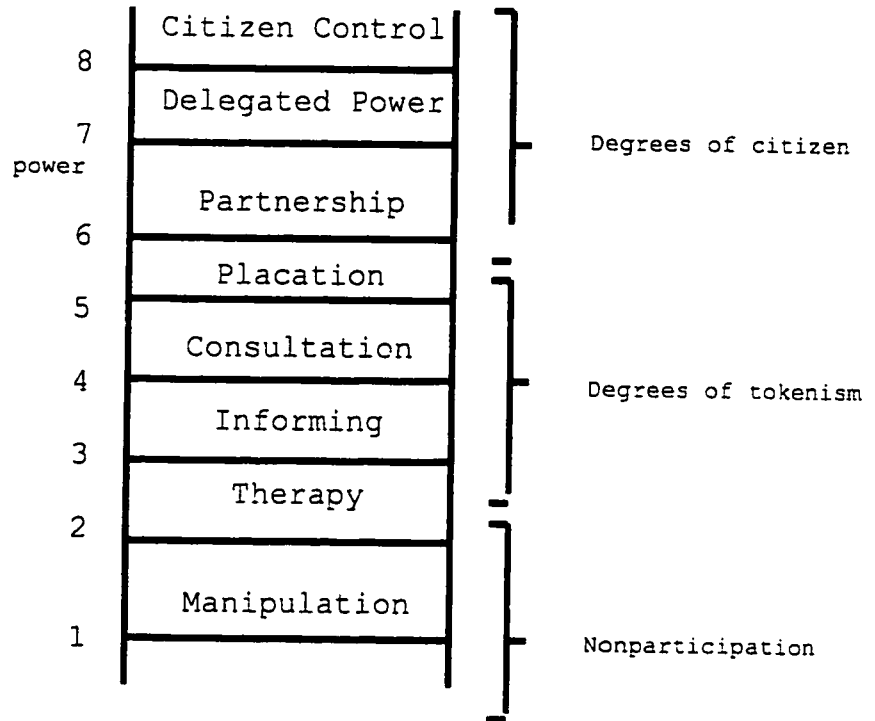 Citizen Control
8
Delegated Power
7
Degrees of citizen
power
Partnership
6
Placation
5
Consultation
4
Degrees of tokenism
Informing
3
Therapy
2
Manipulation
1
Nonparticipation